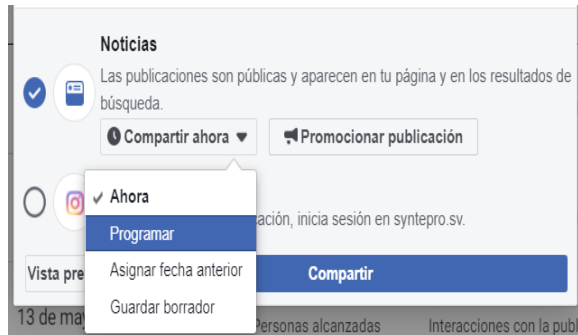 Noticias
Las publicaciones son públicas y aparecen en tu página y en los resultados de
búsqueda.
Compartir ahora
Promocionar publicación
Ahora
ación, inicia sesión en syntepro.sv.
Programar
Asignar fecha anterior
Guardar borrador
Vista pre
Compartir
13 de may
Personas alcanzadas
Interacciones con la publ